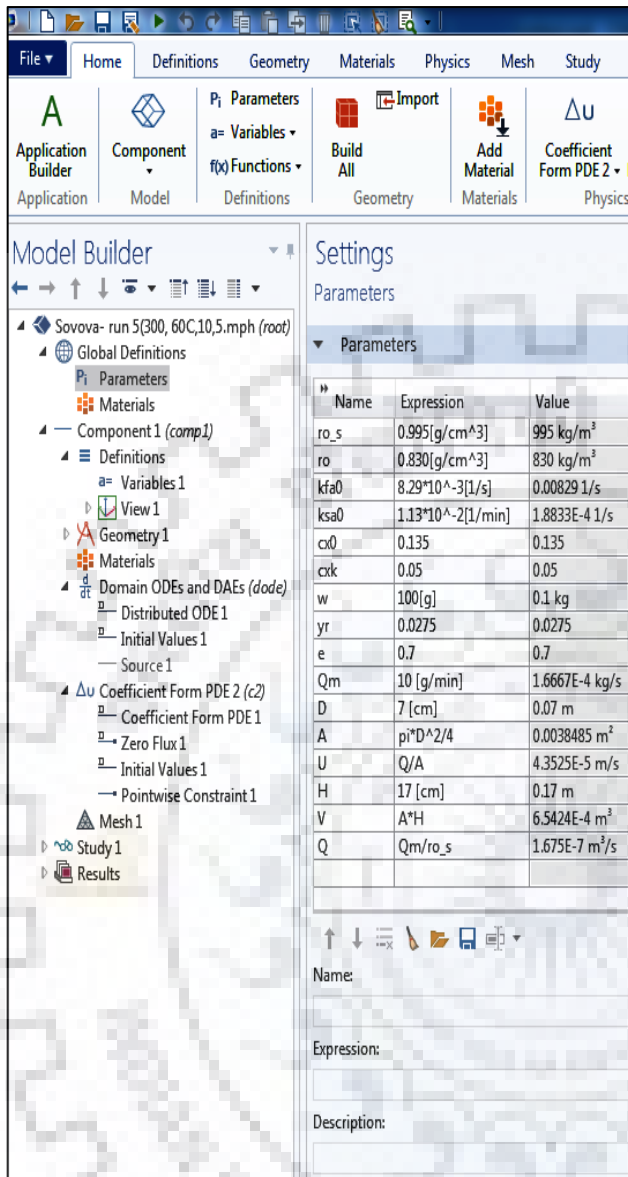 File ▾ Home Definitions Geometry Materials Physics Mesh Study
A Pi Parameters Import Δu
a= Variables ▾
Application Builder Component ▾ f(x) Functions ▾ Build All Add Material Coefficient Form PDE 2 ▾
Application Model Definitions Geometry Materials Physics
Model Builder
Sovova- run 5(300, 60C,10,5.mph (root)
Global Definitions
Pi Parameters
Materials
Component 1 (comp1)
Definitions
a= Variables 1
View 1
Geometry 1
Materials
d/dt Domain ODEs and DAEs (dode)
D Distributed ODE 1
D Initial Values 1
Source 1
Δu Coefficient Form PDE 2 (c2)
D Coefficient Form PDE 1
D Zero Flux 1
D Initial Values 1
Pointwise Constraint 1
Mesh 1
Study 1
Results
Settings
Parameters
Parameters
Name Expression Value
ro_s 0.995[g/cm^3] 995 kg/m³
ro 0.830[g/cm^3] 830 kg/m³
kfa0 8.29*10^-3[1/s] 0.00829 1/s
ksa0 1.13*10^-2[1/min] 1.8833E-4 1/s
cx0 0.135 0.135
cxk 0.05 0.05
w 100[g] 0.1 kg
yr 0.0275 0.0275
e 0.7 0.7
Qm 10 [g/min] 1.6667E-4 kg/s
D 7 [cm] 0.07 m
A pi*D^2/4 0.0038485 m²
U Q/A 4.3525E-5 m/s
H 17 [cm] 0.17 m
V A*H 6.5424E-4 m³
Q Qm/ro_s 1.675E-7 m³/s
Name:
Expression:
Description: